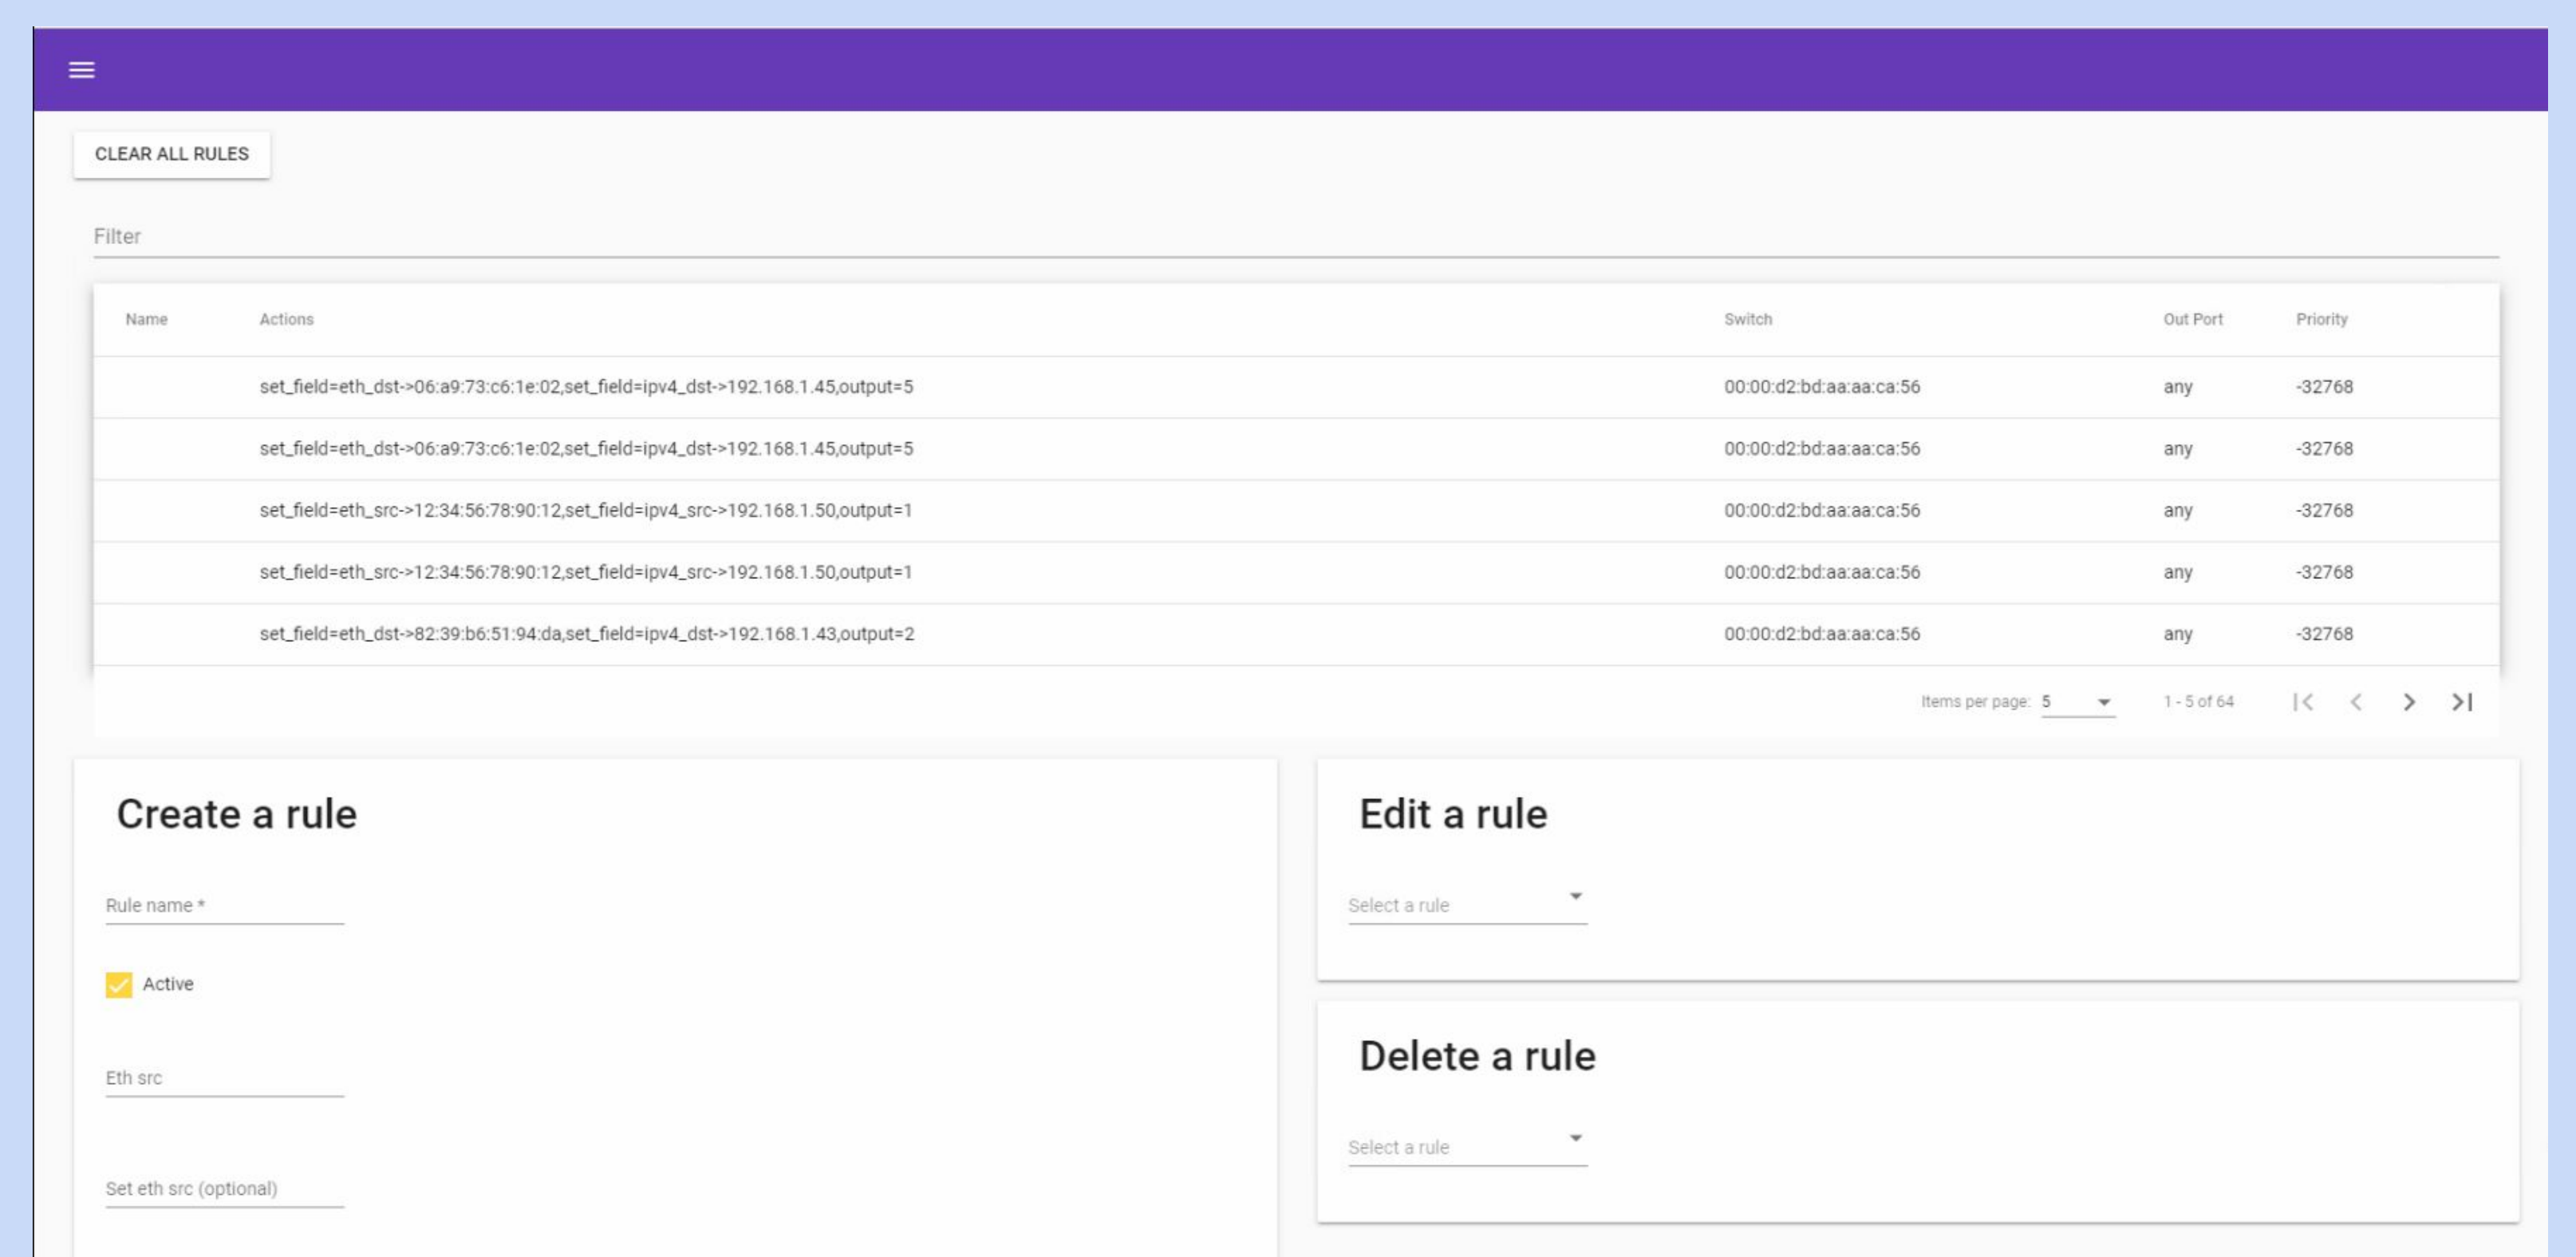 CLEAR ALL RULES
Filter
Name Actions Switch Out Port Priority
set_field=eth_dst->06:a9:73:c6:1e:02,set_field=ipv4_dst->192.168.1.45,output=5 00:00:d2:bd:aa:aa:ca:56 any -32768
set_field=eth_dst->06:a9:73:c6:1e:02,set_field=ipv4_dst->192.168.1.45,output=5 00:00:d2:bd:aa:aa:ca:56 any -32768
set_field=eth_src->12:34:56:78:90:12,set_field=ipv4_src->192.168.1.50,output=1 00:00:d2:bd:aa:aa:ca:56 any -32768
set_field=eth_src->12:34:56:78:90:12,set_field=ipv4_src->192.168.1.50,output=1 00:00:d2:bd:aa:aa:ca:56 any -32768
set_field=eth_dst->82:39:b6:51:94:da,set_field=ipv4_dst->192.168.1.43,output=2 00:00:d2:bd:aa:aa:ca:56 any -32768
Items per page: 5 1 - 5 of 64
Create a rule
Rule name *
Active
Eth src
Set eth src (optional)
Edit a rule
Select a rule
Delete a rule
Select a rule